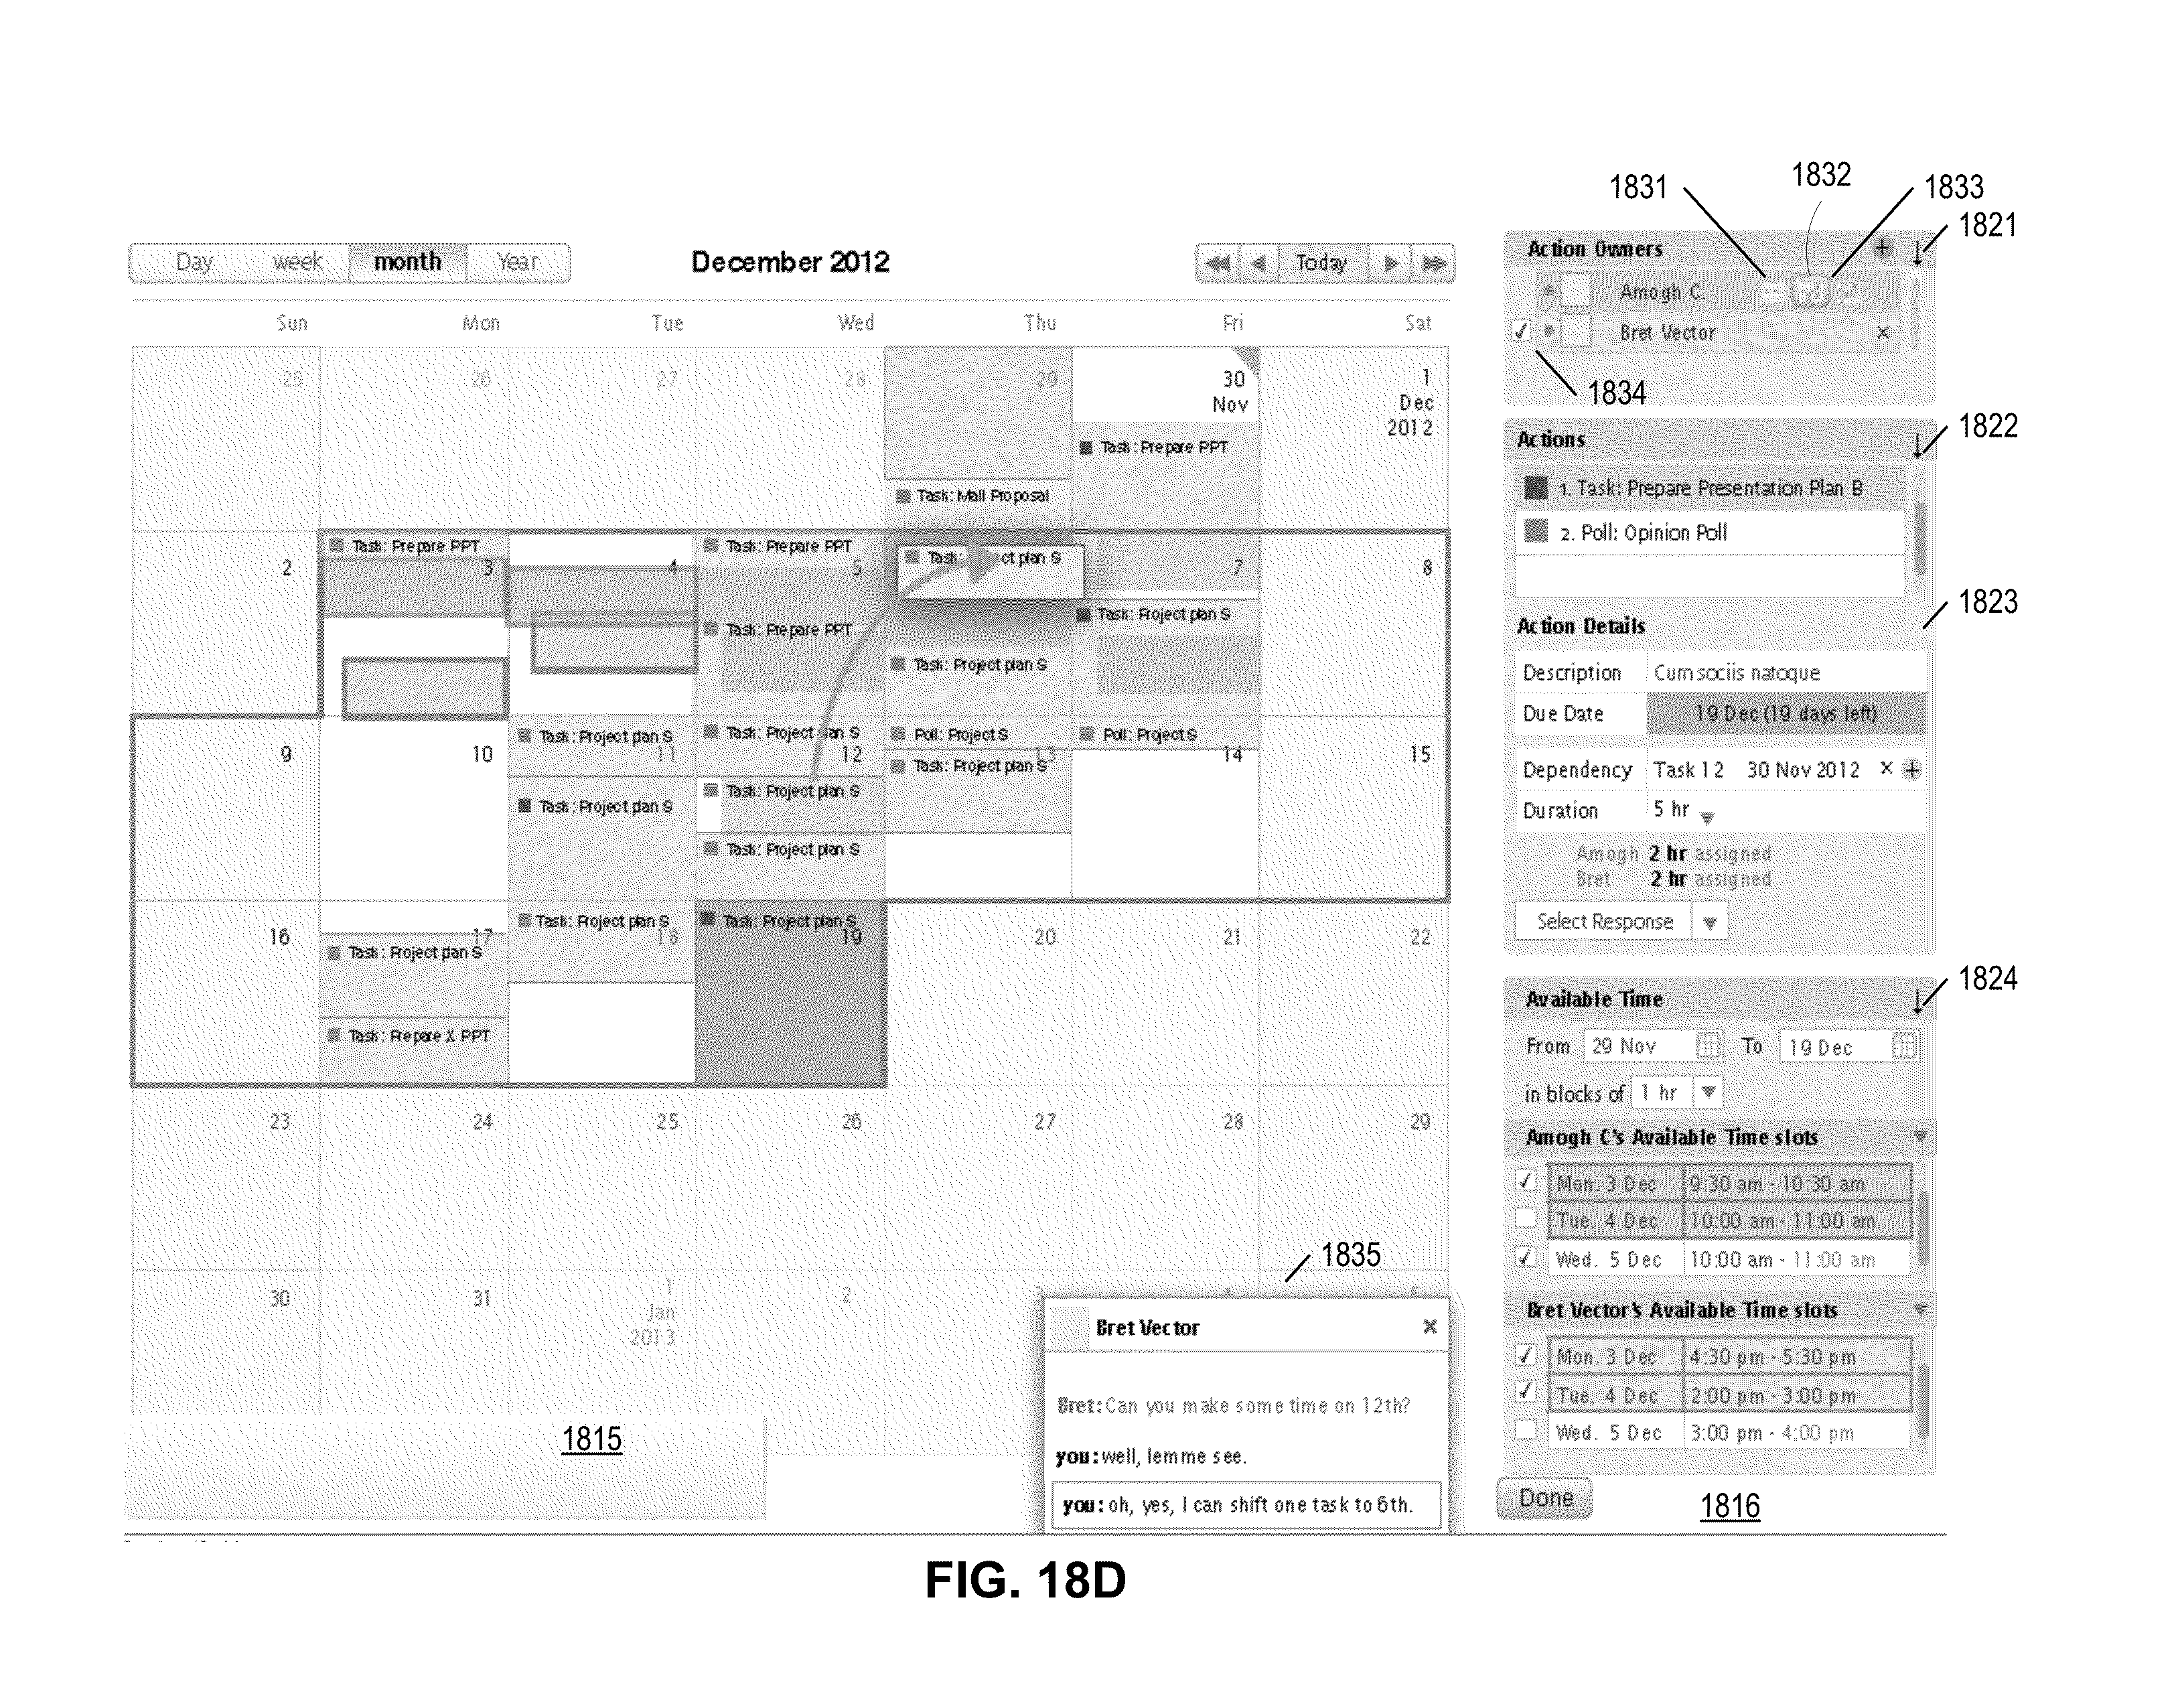 1831
1832
1833
1821
Day week month Year
December 2012
Today
Action Owners +
Amogh C.
Bret Vector ×
1834
Sun Mon Tue Wed Thu Fri Sat
25 26 27 28 29 30 1
Nov Dec
2012
Task: Prepare PPT
Task: Mail Proposal
Actions
1822
1. Task: Prepare Presentation Plan B
2. Poll: Opinion Poll
Task: Prepare PPT
Task: Prepare PPT
2 3 4 5 7 8
Task: Prepare PPT
Task: Project plan S
Task: Project plan S
1823
Action Details
Description Cum sociis natoque
Due Date 19 Dec (19 days left)
Dependency Task 12 30 Nov 2012 × +
Duration 5 hr
Amogh 2 hr assigned
Bret 2 hr assigned
Select Response
Task: Project plan S
Poll: Project S
Poll: Project S
9 10 11 12 13 14 15
Task: Project plan S
Task: Project plan S
Task: Project plan S
Task: Project plan S
Task: Project plan S
Task: Project plan S
16 17 18 19 20 21 22
Task: Project plan S
Task: Prepare X PPT
1824
Available Time
From 29 Nov To 19 Dec
in blocks of 1 hr
23 24 25 26 27 28 29
Amogh C's Available Time slots
Mon. 3 Dec 9:30 am - 10:30 am
Tue. 4 Dec 10:00 am - 11:00 am
Wed. 5 Dec 10:00 am - 11:00 am
1835
30 31 1 2 3 4 5
Jan
2013
Bret Vector's Available Time slots
Mon. 3 Dec 4:30 pm - 5:30 pm
Tue. 4 Dec 2:00 pm - 3:00 pm
Wed. 5 Dec 3:00 pm - 4:00 pm
Bret Vector ×
Bret: Can you make some time on 12th?
you: well, lemme see.
you: oh, yes, I can shift one task to 6th.
1815
Done
1816
FIG. 18D